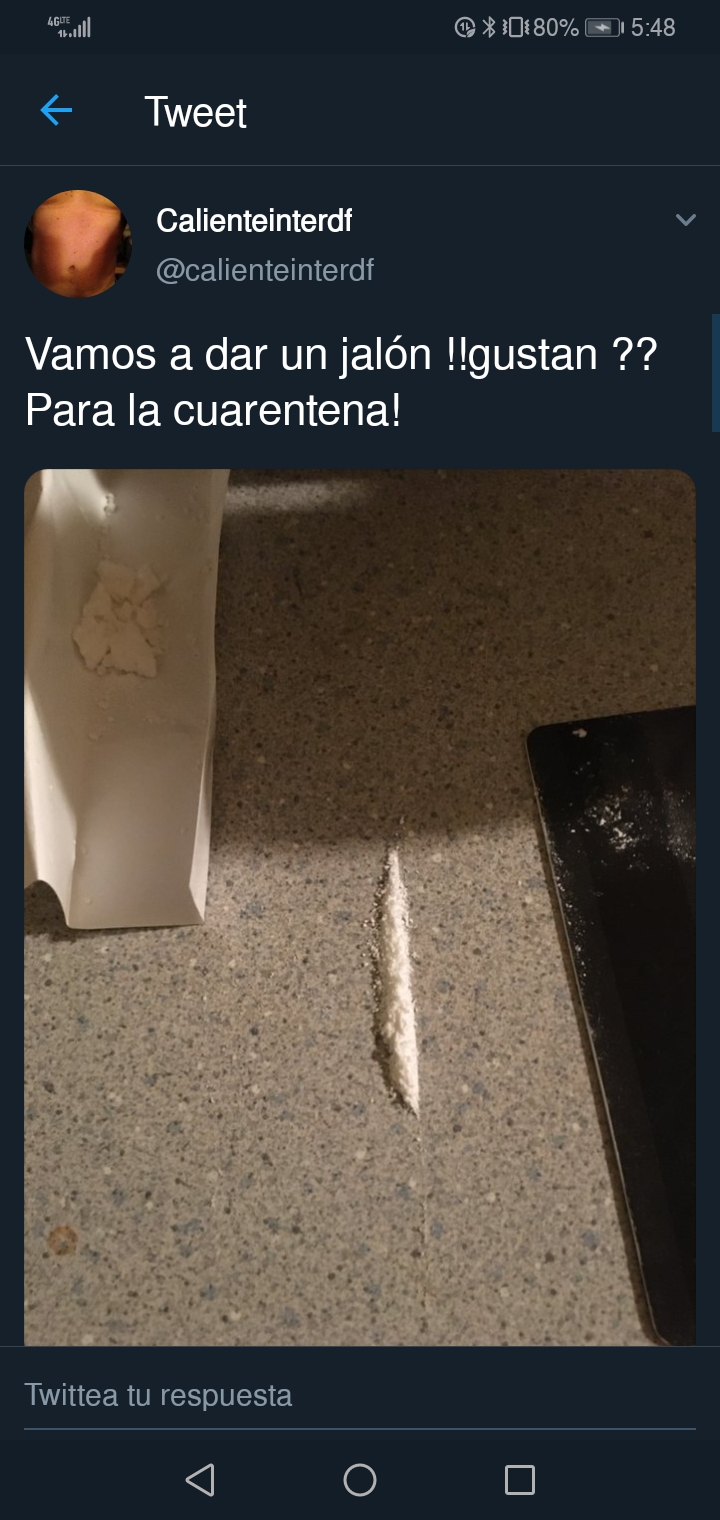 4G LTE 80% 5:48
Tweet
Calienteinterdf
@calienteinterdf
Vamos a dar un jalón !!gustan ??
Para la cuarentena!
Twittea tu respuesta